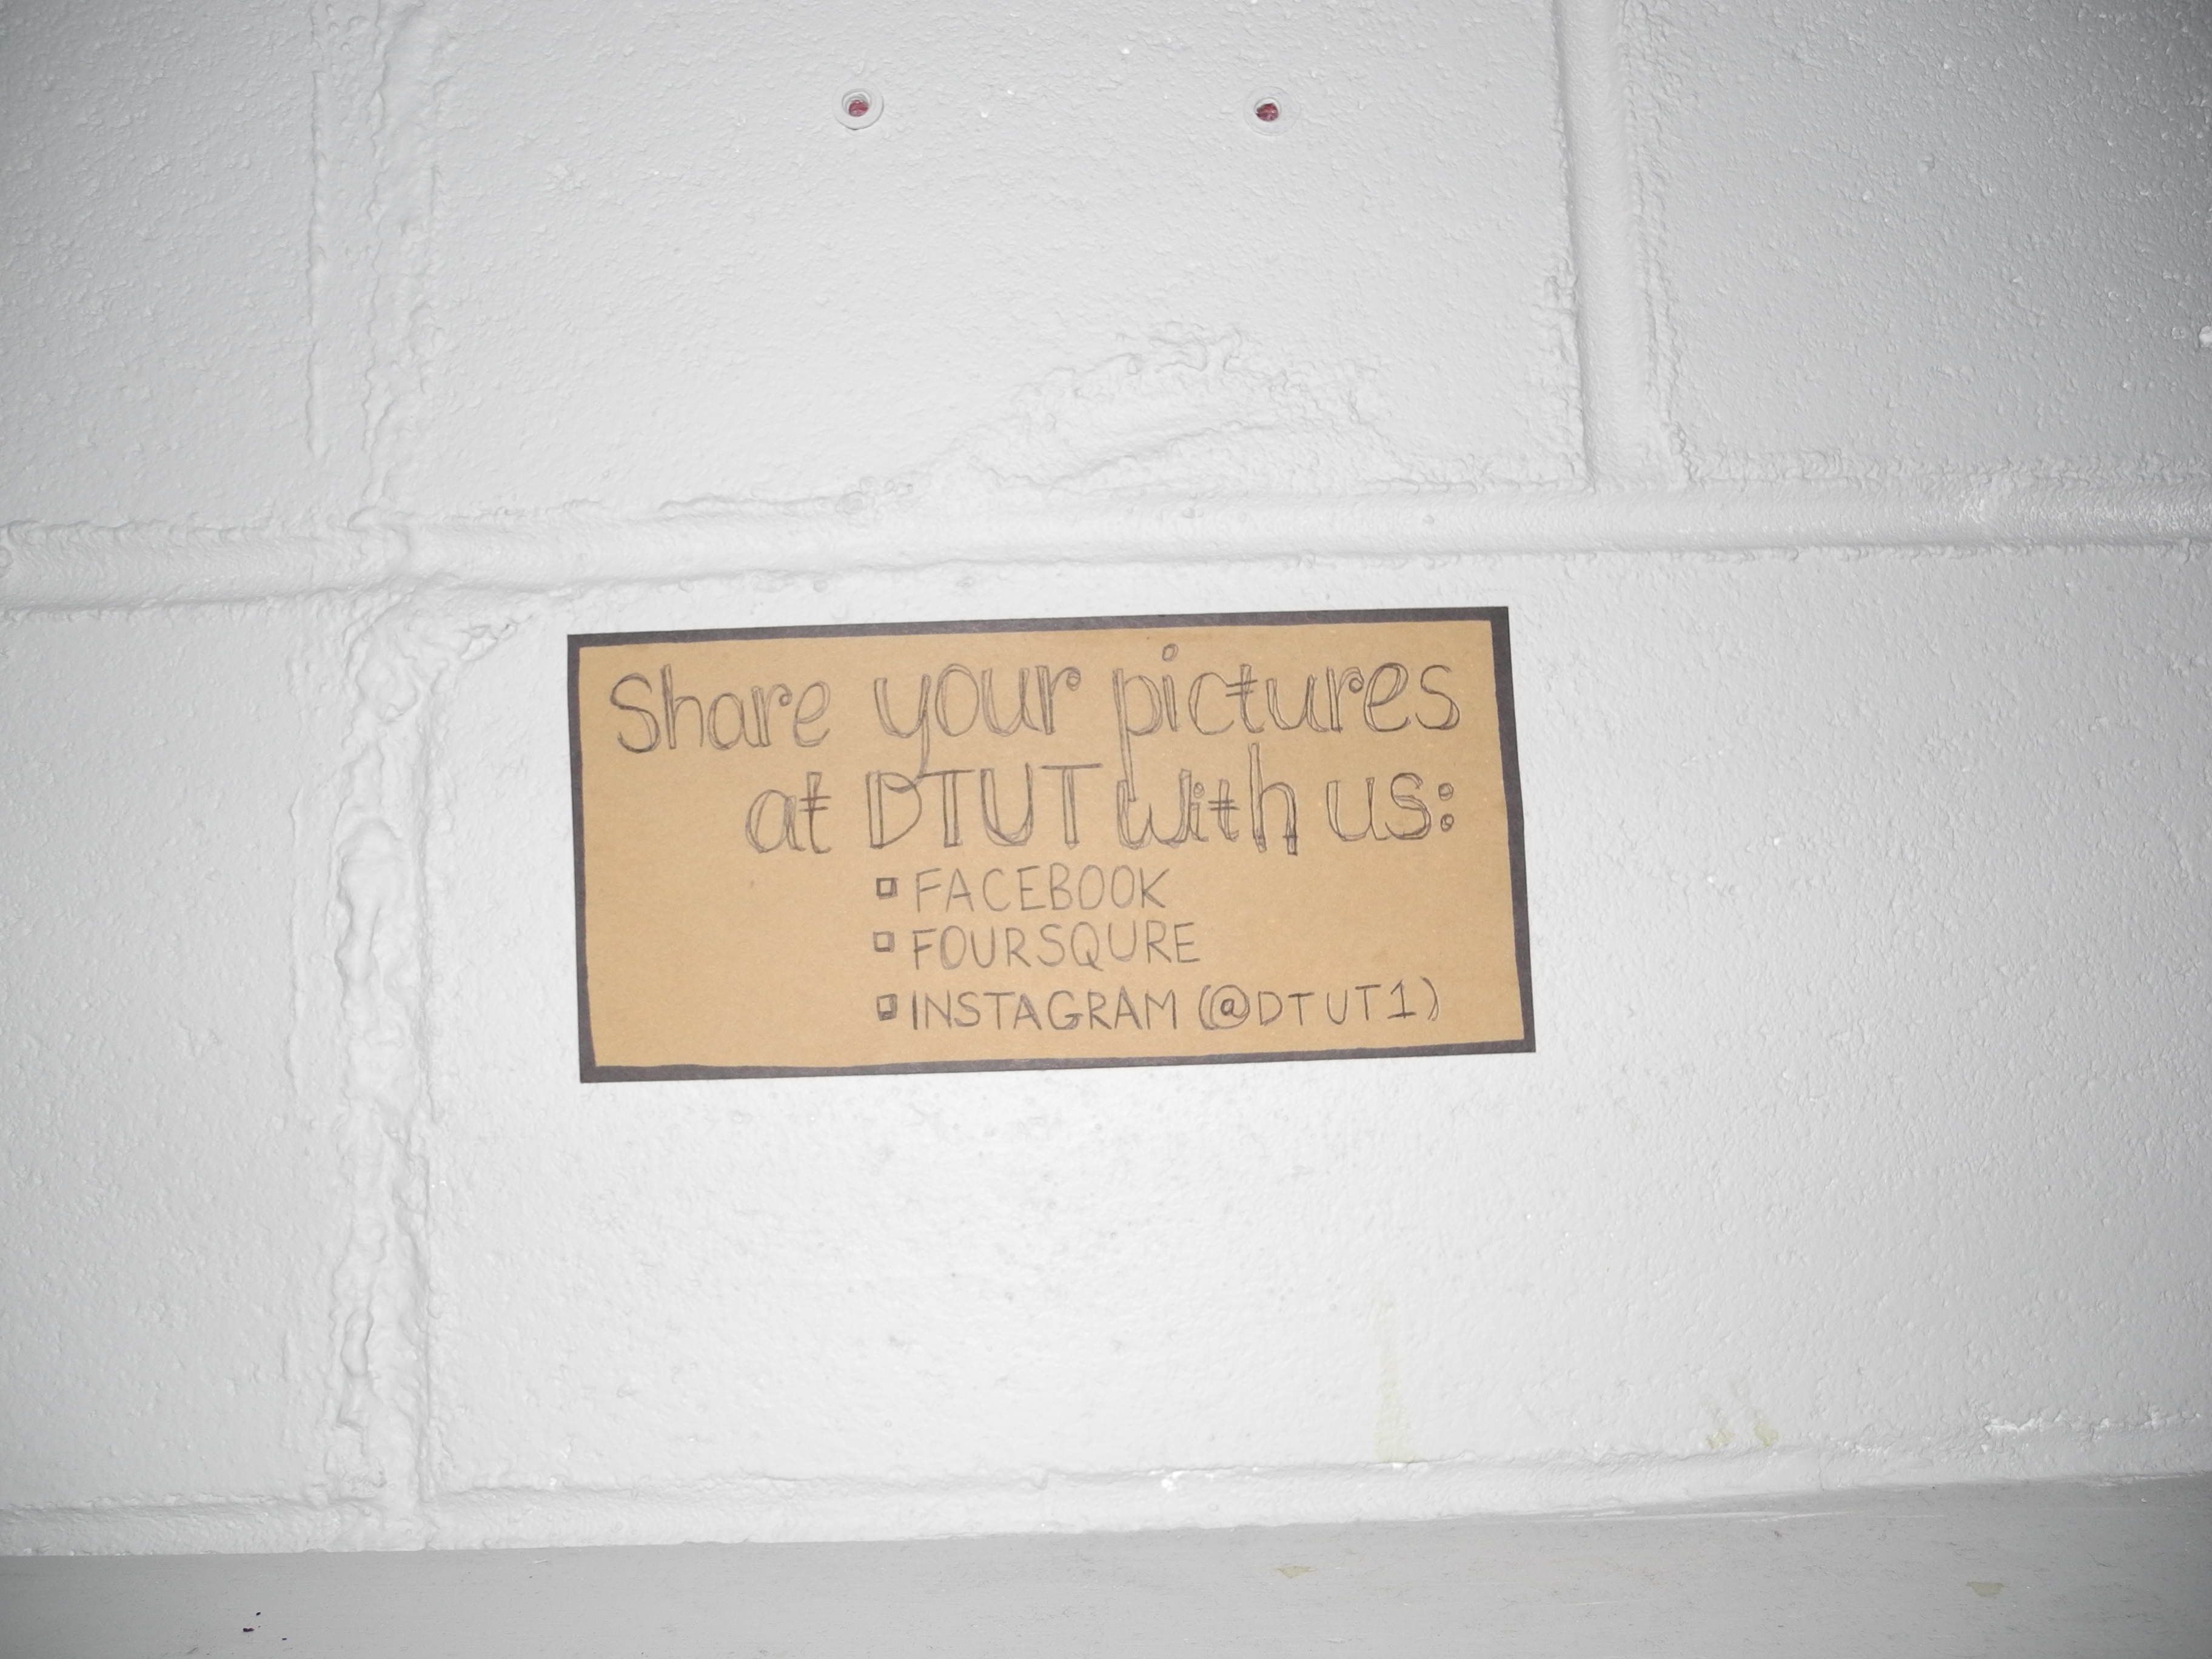 Share your pictures
at DTUT with us:
FACEBOOK
FOURSQURE
INSTAGRAM (@DTUT1)